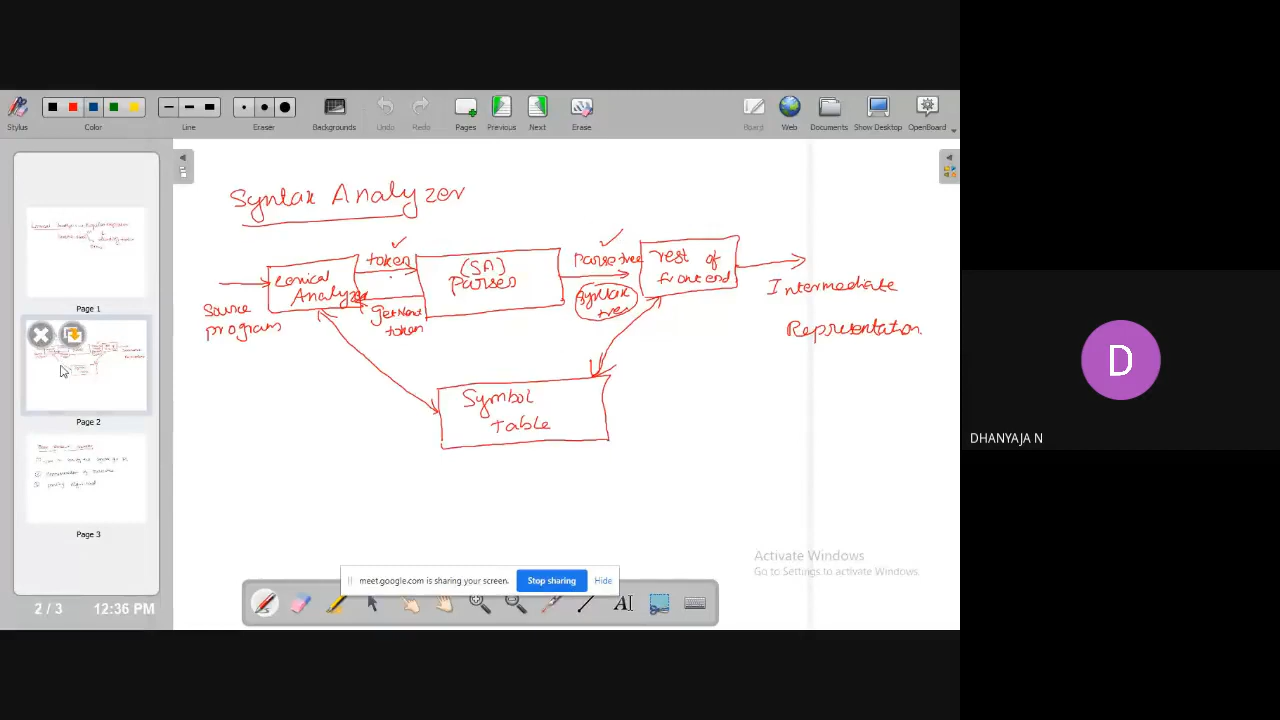 Stylus
Color
Line
Eraser
Backgrounds
Undo
Redo
Pages
Previous
Next
Erase
Board
Web
Documents
Show Desktop
OpenBoard
Page 1
Page 2
Page 3
2 / 3
12:36 PM
Syntax Analyzer
Source program
Lexical Analyzer
token
getNext token
(SA)
Parses
Parse tree
Syntax tree
rest of front end
Intermediate
Representation
Symbol
Table
Activate Windows
Go to Settings to activate Windows.
meet.google.com is sharing your screen.
Stop sharing
Hide
AI
D
DHANYAJA N